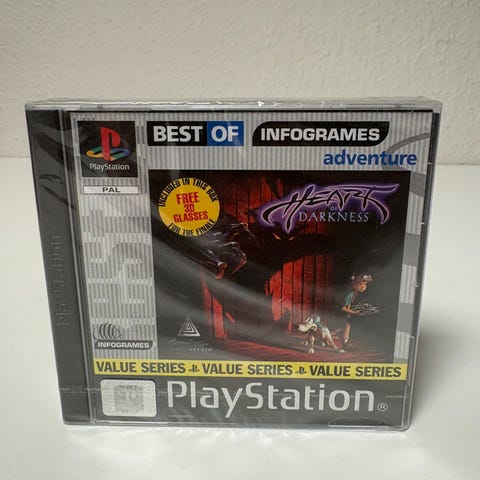 BEST OF INFOGRAMES
adventure
PlayStation
PAL
INCLUDED IN THIS BOX
FREE
3D
GLASSES
FOR THE FINALE
HEART
OF
DARKNESS
INFOGRAMES
VALUE SERIES VALUE SERIES VALUE SERIES
PlayStation